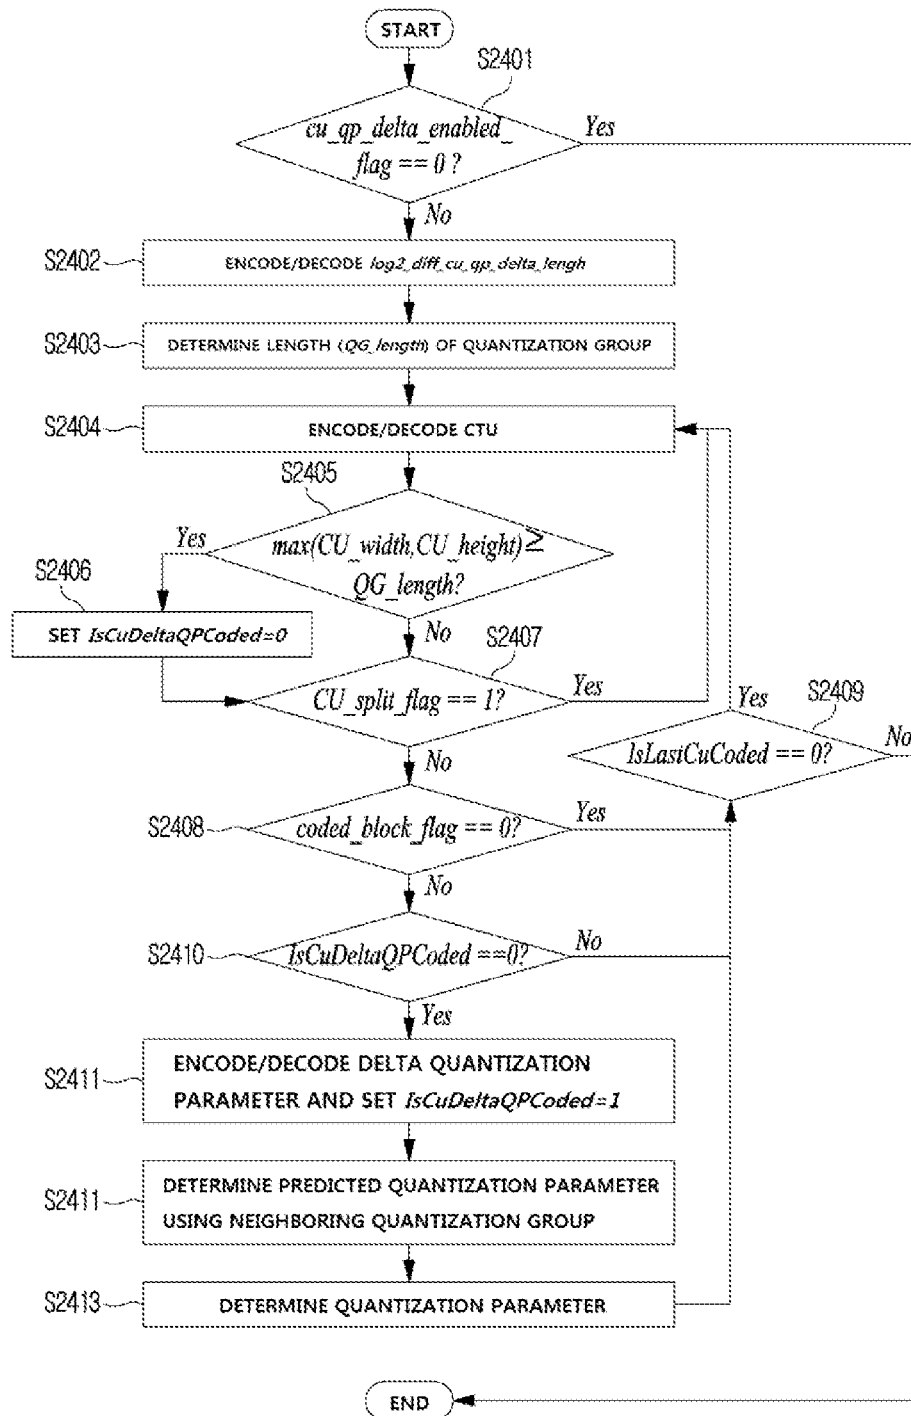 START
S2401
cu_qp_delta_enabled_
flag == 0 ?
Yes
No
S2402
ENCODE/DECODE log2_diff_cu_qp_delta_lengh
S2403
DETERMINE LENGTH (QG_length) OF QUANTIZATION GROUP
S2404
ENCODE/DECODE CTU
S2405
Yes
max(CU_width,CU_height)≥
QG_length?
S2406
SET IsCuDeltaQPCoded=0
No
S2407
CU_split_flag == 1?
Yes
Yes
S2409
IsLastCuCoded == 0?
No
No
S2408
coded_block_flag == 0?
Yes
No
S2410
IsCuDeltaQPCoded ==0?
No
Yes
S2411
ENCODE/DECODE DELTA QUANTIZATION
PARAMETER AND SET IsCuDeltaQPCoded=1
S2411
DETERMINE PREDICTED QUANTIZATION PARAMETER
USING NEIGHBORING QUANTIZATION GROUP
S2413
DETERMINE QUANTIZATION PARAMETER
END